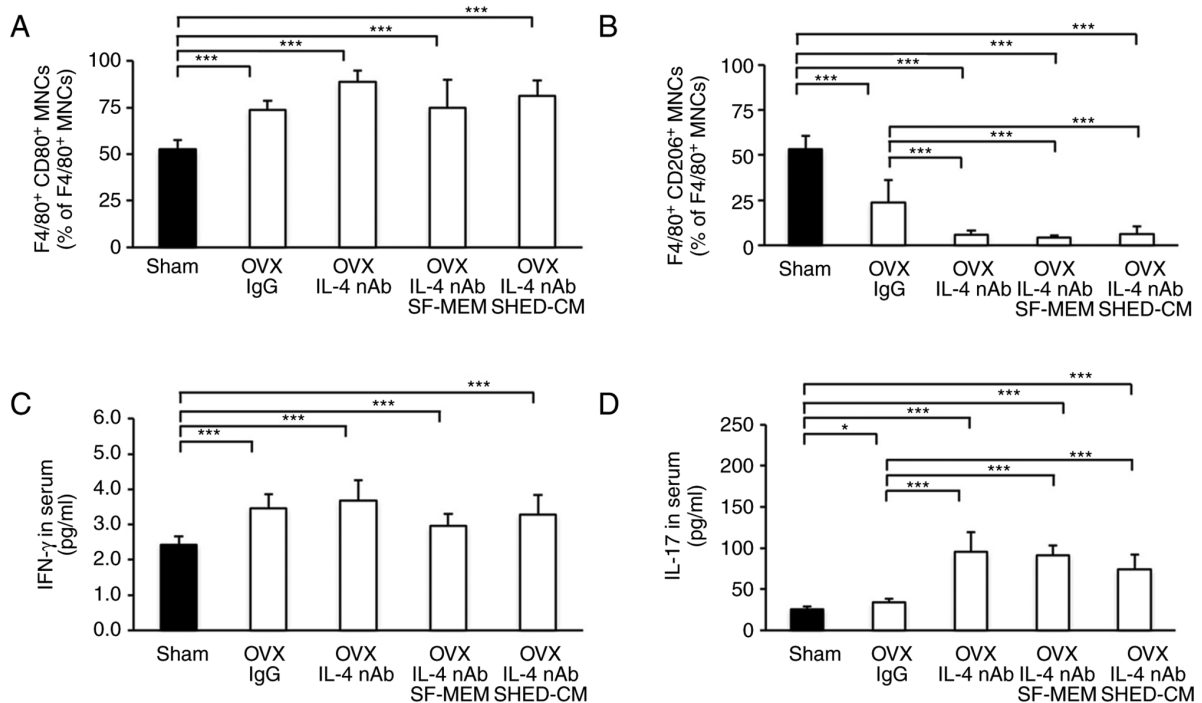 A
F4/80⁺ CD80⁺ MNCs
(% of F4/80⁺ MNCs)
***
***
***
***
100
75
50
25
0
Sham
OVX
IgG
OVX
IL-4 nAb
OVX
IL-4 nAb
SF-MEM
OVX
IL-4 nAb
SHED-CM
B
F4/80⁺ CD206⁺ MNCs
(% of F4/80⁺ MNCs)
***
***
***
***
***
***
***
100
75
50
25
0
Sham
OVX
IgG
OVX
IL-4 nAb
OVX
IL-4 nAb
SF-MEM
OVX
IL-4 nAb
SHED-CM
C
IFN-γ in serum
(pg/ml)
***
***
***
***
6.0
5.0
4.0
3.0
2.0
1.0
0.0
Sham
OVX
IgG
OVX
IL-4 nAb
OVX
IL-4 nAb
SF-MEM
OVX
IL-4 nAb
SHED-CM
D
IL-17 in serum
(pg/ml)
***
***
***
*
***
***
***
250
200
150
100
50
0
Sham
OVX
IgG
OVX
IL-4 nAb
OVX
IL-4 nAb
SF-MEM
OVX
IL-4 nAb
SHED-CM